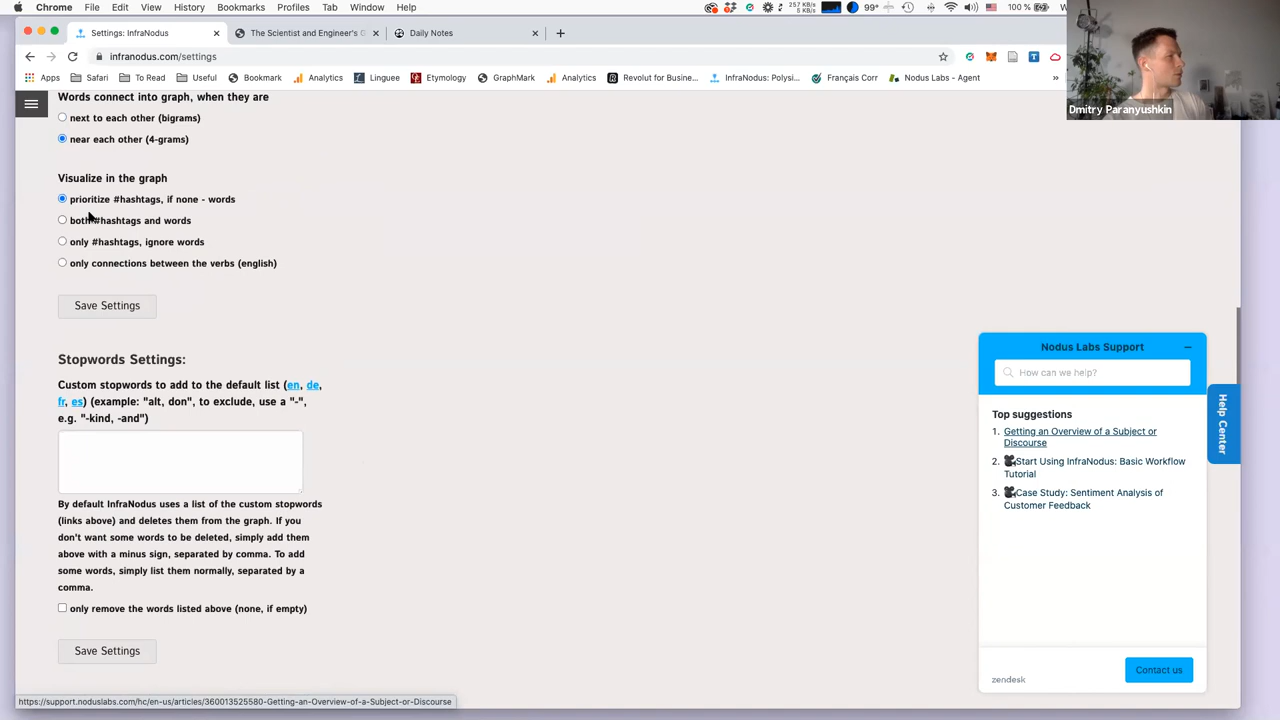 Chrome File Edit View History Bookmarks Profiles Tab Window Help
257 KB/s
5 KB/s
99°
100 %
Settings: InfraNodus
The Scientist and Engineer's G
Daily Notes
infranodus.com/settings
Apps Safari To Read Useful Bookmark Analytics Linguee Etymology GraphMark Analytics Revolut for Busine... InfraNodus: Polysi... Français Corr Nodus Labs - Agent »
Dmitry Paranyushkin
Words connect into graph, when they are
next to each other (bigrams)
near each other (4-grams)
Visualize in the graph
prioritize #hashtags, if none - words
both #hashtags and words
only #hashtags, ignore words
only connections between the verbs (english)
Save Settings
Stopwords Settings:
Custom stopwords to add to the default list (en, de,
fr, es) (example: "alt, don", to exclude, use a "-",
e.g. "-kind, -and")
By default InfraNodus uses a list of the custom stopwords
(links above) and deletes them from the graph. If you
don't want some words to be deleted, simply add them
above with a minus sign, separated by comma. To add
some words, simply list them normally, separated by a
comma.
only remove the words listed above (none, if empty)
Save Settings
Nodus Labs Support
How can we help?
Top suggestions
1. Getting an Overview of a Subject or
Discourse
2. Start Using InfraNodus: Basic Workflow
Tutorial
3. Case Study: Sentiment Analysis of
Customer Feedback
zendesk
Contact us
Help Center
https://support.noduslabs.com/hc/en-us/articles/360013525580-Getting-an-Overview-of-a-Subject-or-Discourse